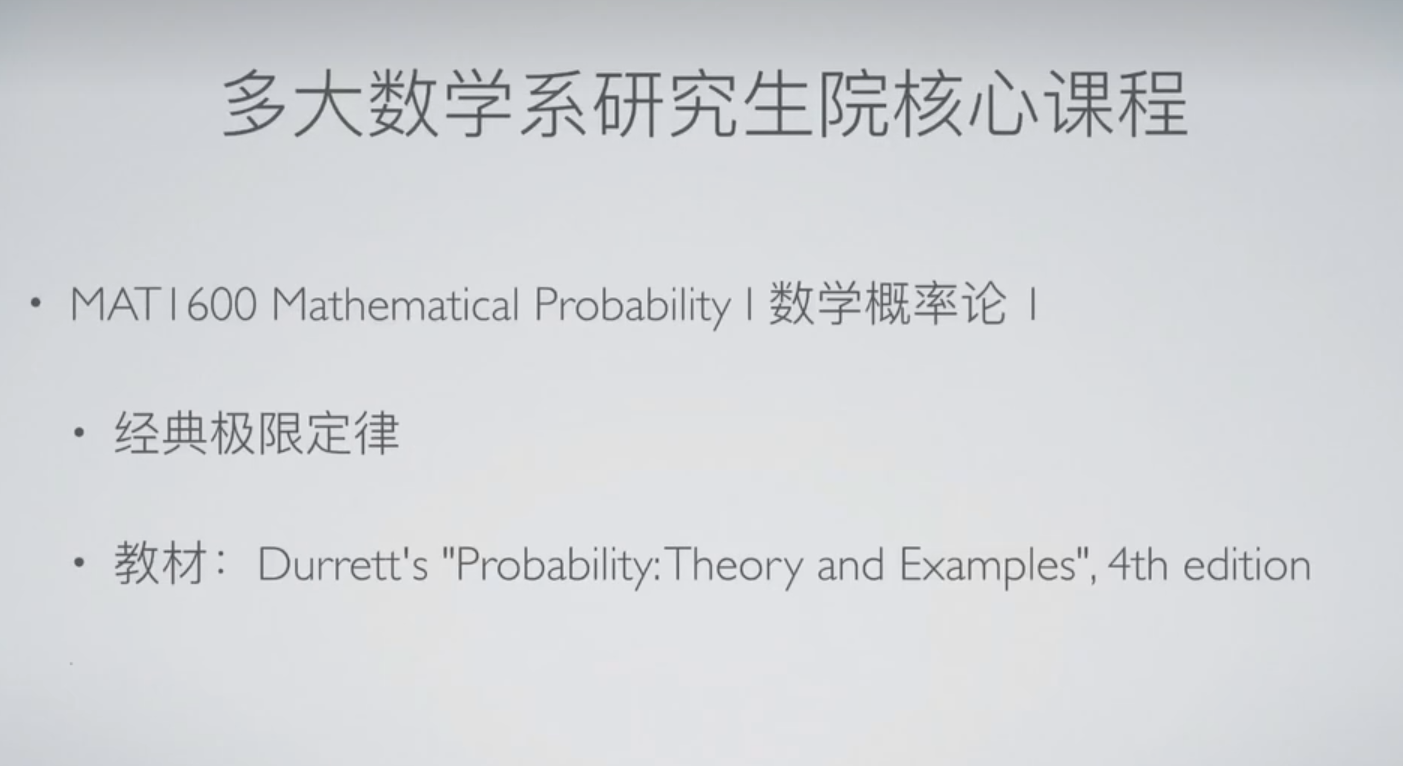 多大数学系研究生院核心课程
• MAT1600 Mathematical Probability I 数学概率论 I
• 经典极限定律
• 教材：Durrett's "Probability: Theory and Examples", 4th edition